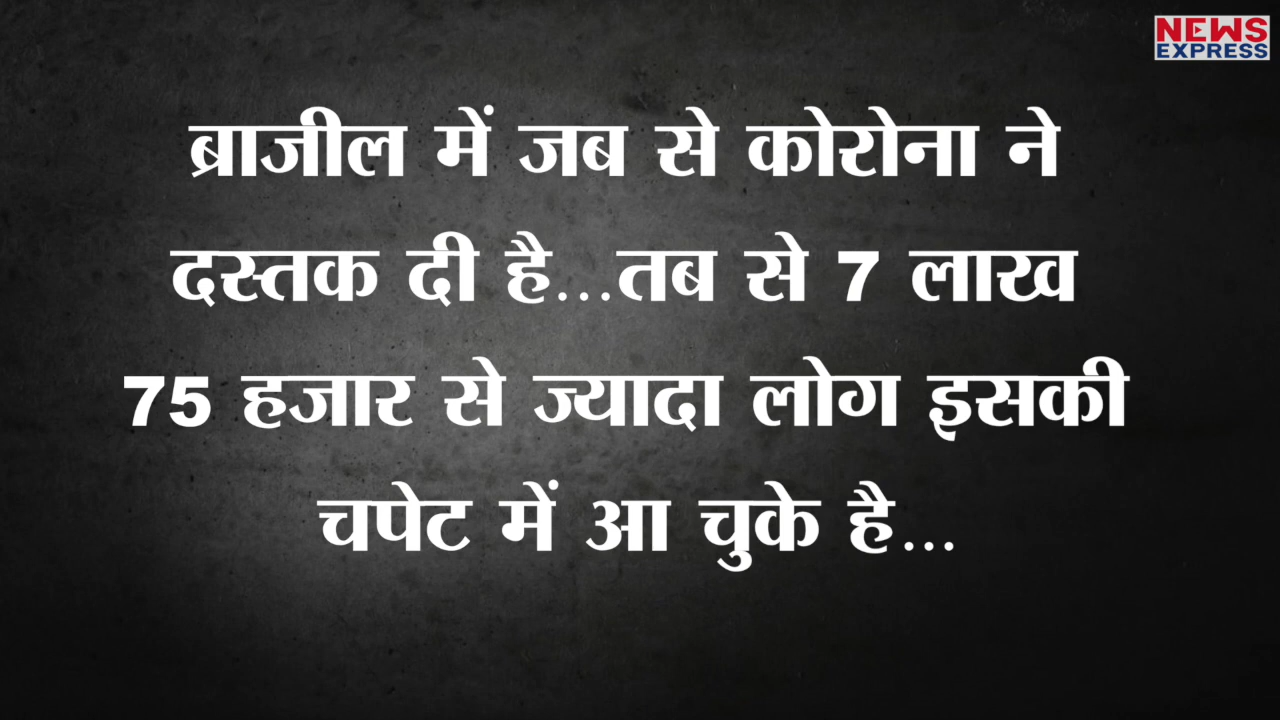 NEWS
EXPRESS
ब्राजील में जब से कोरोना ने
दस्तक दी है...तब से 7 लाख
75 हजार से ज्यादा लोग इसकी
चपेट में आ चुके है...